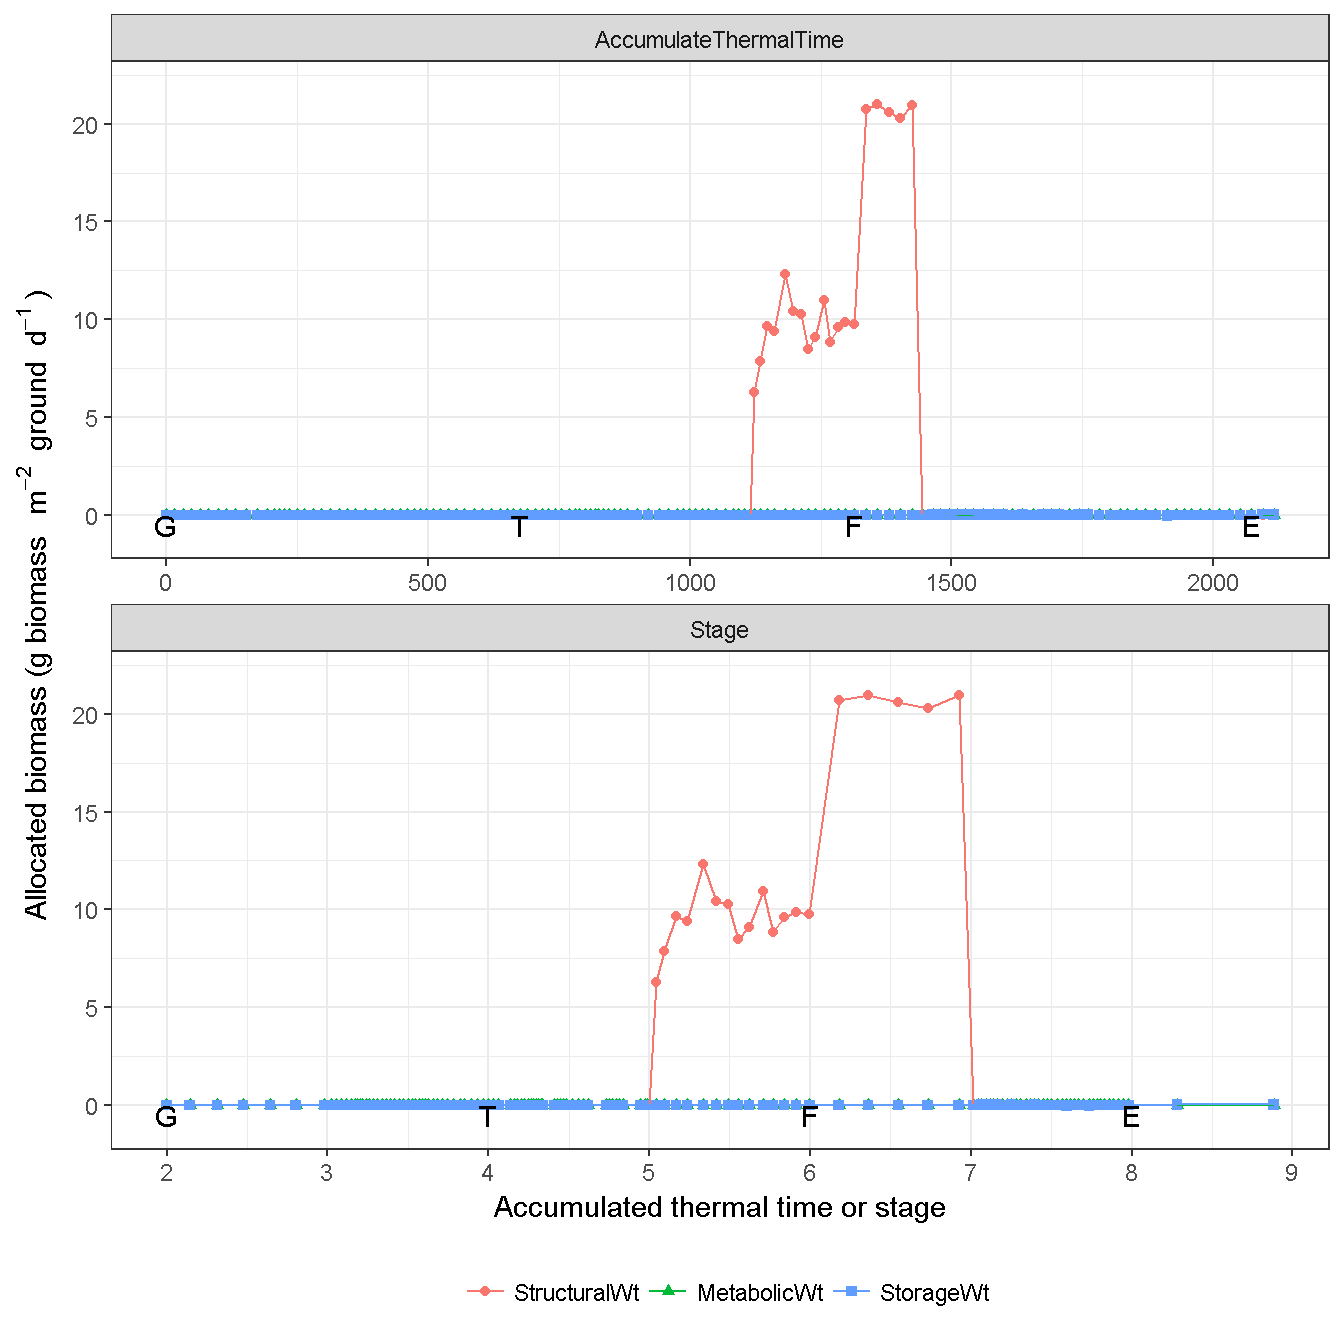 AccumulateThermalTime
20
15
10
5
0
G T F E
0 500 1000 1500 2000
Allocated biomass (g biomass m⁻² ground d⁻¹)
Stage
20
15
10
5
0
G T F E
2 3 4 5 6 7 8 9
Accumulated thermal time or stage
StructuralWt MetabolicWt StorageWt